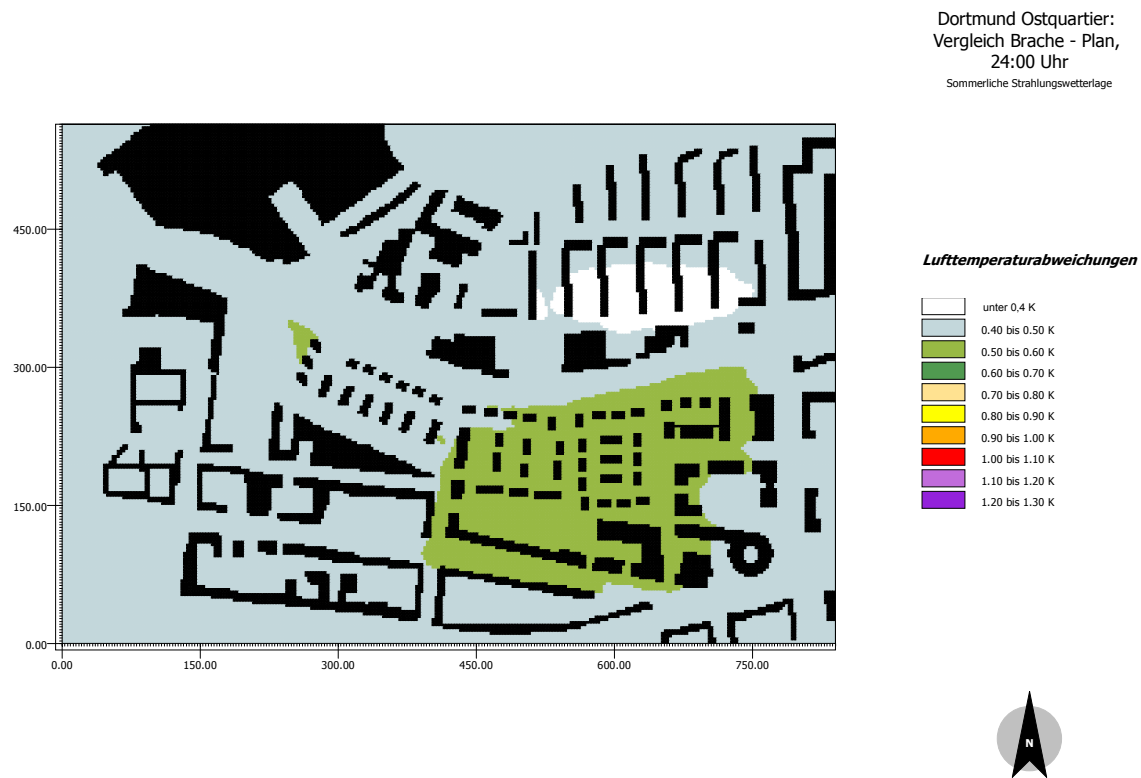 Dortmund Ostquartier:
Vergleich Brache - Plan,
24:00 Uhr
Sommerliche Strahlungswetterlage
450.00
300.00
150.00
0.00
0.00 150.00 300.00 450.00 600.00 750.00
Lufttemperaturabweichungen
unter 0,4 K
0.40 bis 0.50 K
0.50 bis 0.60 K
0.60 bis 0.70 K
0.70 bis 0.80 K
0.80 bis 0.90 K
0.90 bis 1.00 K
1.00 bis 1.10 K
1.10 bis 1.20 K
1.20 bis 1.30 K
N